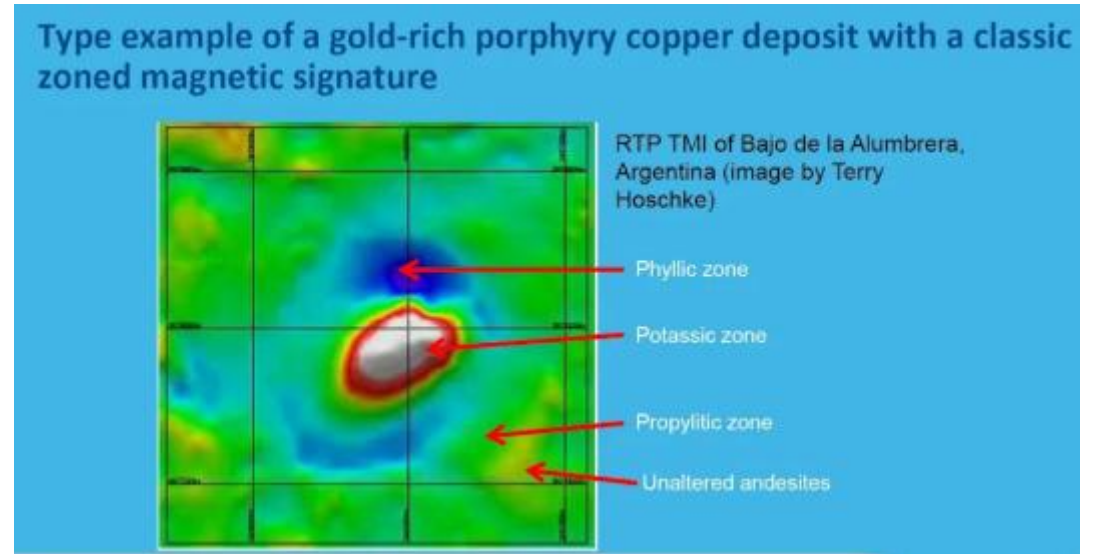 Type example of a gold-rich porphyry copper deposit with a classic
zoned magnetic signature
RTP TMI of Bajo de la Alumbrera,
Argentina (image by Terry
Hoschke)
Phyllic zone
Potassic zone
Propylitic zone
Unaltered andesites